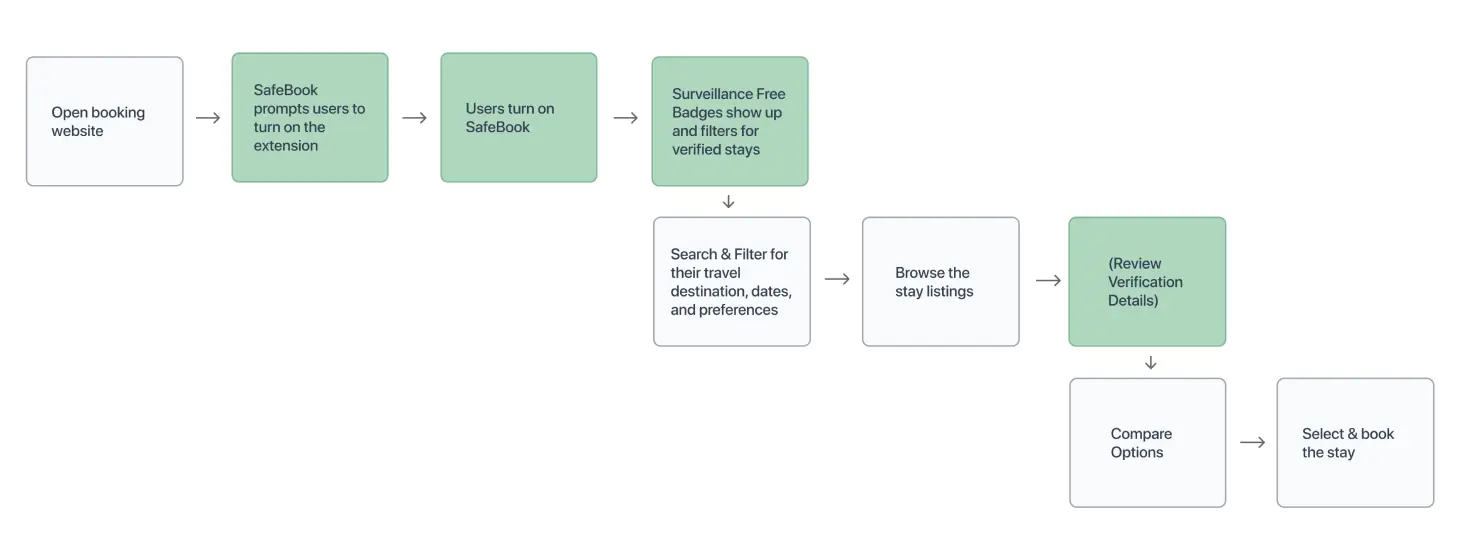 Open booking
website
SafeBook
prompts users to
turn on the
extension
Users turn on
SafeBook
Surveillance Free
Badges show up
and filters for
verified stays
Search & Filter for
their travel
destination, dates,
and preferences
Browse the
stay listings
(Review
Verification
Details)
Compare
Options
Select & book
the stay